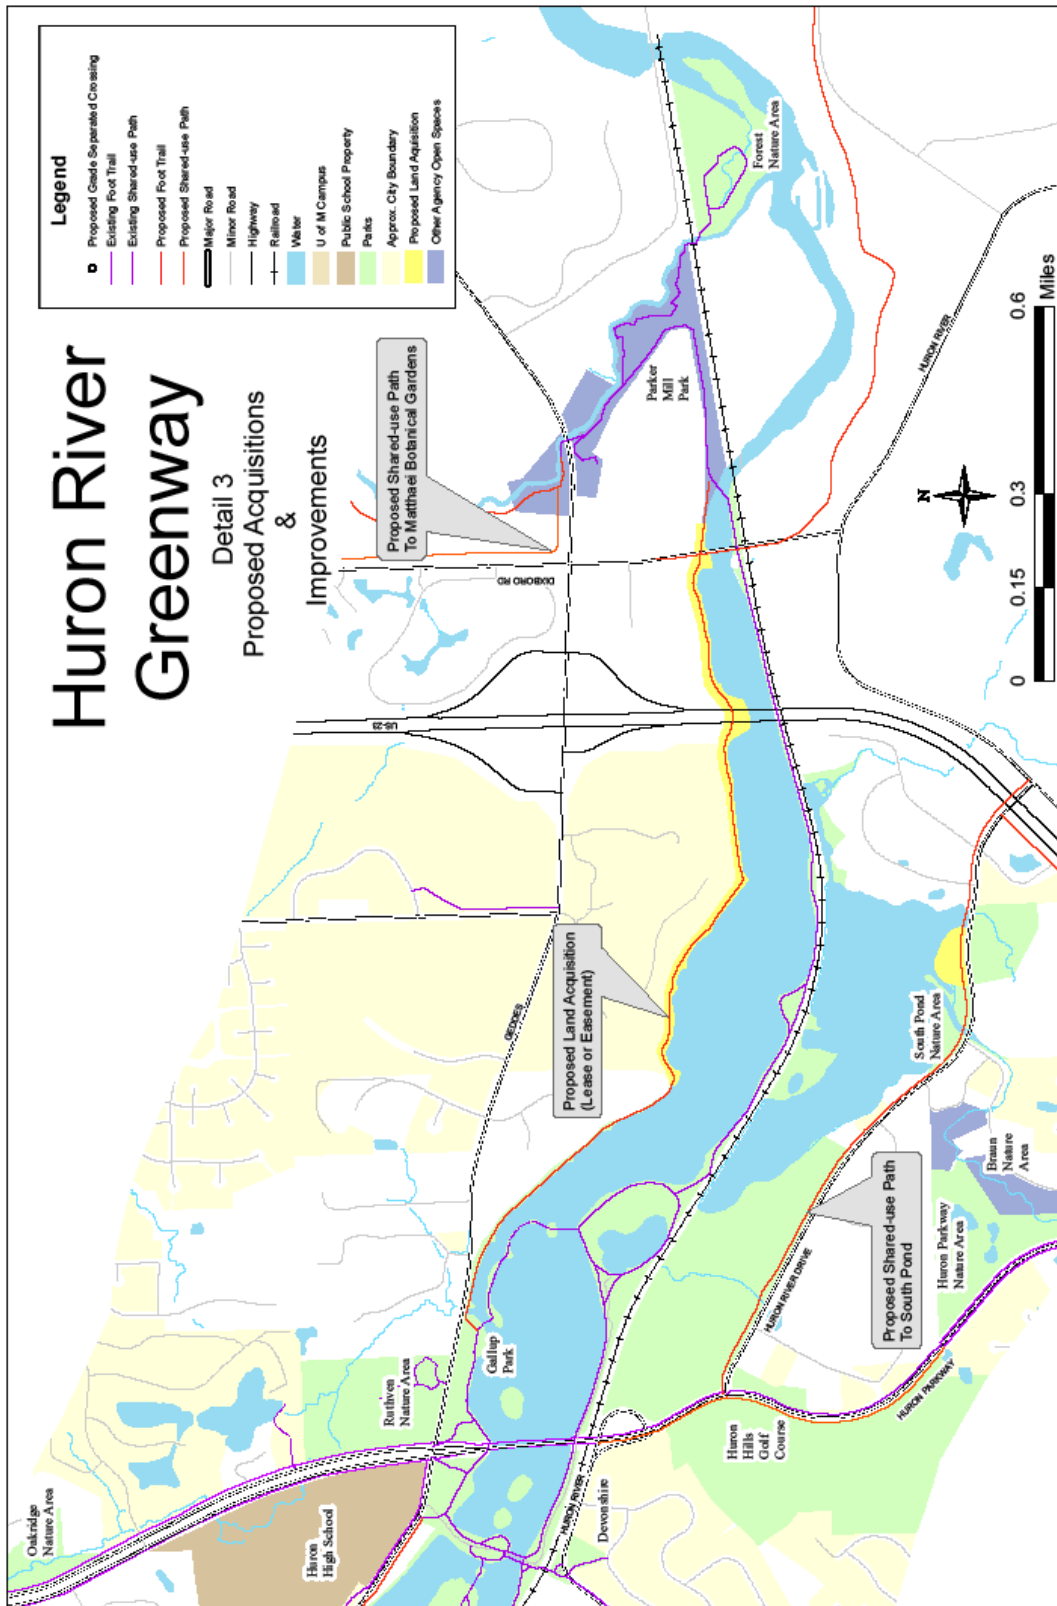 Huron River
Greenway
Detail 3
Proposed Acquisitions
&
Improvements
Legend
Proposed Grade Separated Crossing
Existing Foot Trail
Existing Shared-use Path
Proposed Foot Trail
Proposed Shared-use Path
Major Road
Minor Road
Highway
Railroad
Water
U of M Campus
Public School Property
Parks
Approx. City Boundary
Proposed Land Aquisition
Other Agency Open Spaces
Proposed Shared-use Path
To Matthaei Botanical Gardens
Proposed Land Acquisition
(Lease or Easement)
Proposed Shared-use Path
To South Pond
Oakridge
Nature Area
Huron
High School
Ruthven
Nature Area
Gallup
Park
GEDDES
US-23
DIXBORO RD
Parker
Mill
Park
Forest
Nature Area
HURON RIVER
Devonshire
HURON RIVER
Huron
Hills
Golf
Course
HURON PARKWAY
HURON RIVER DRIVE
Huron Parkway
Nature Area
Braun
Nature
Area
South Pond
Nature Area
N
0
0.15
0.3
0.6
Miles